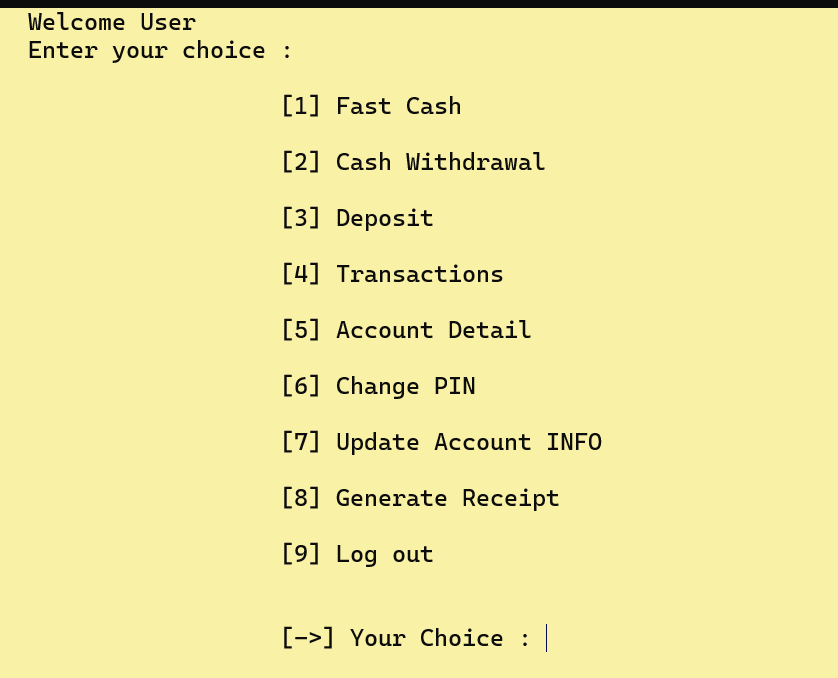 Welcome User
Enter your choice :
[1] Fast Cash
[2] Cash Withdrawal
[3] Deposit
[4] Transactions
[5] Account Detail
[6] Change PIN
[7] Update Account INFO
[8] Generate Receipt
[9] Log out
[->] Your Choice :